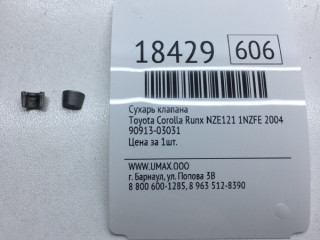 18429 606
Сухарь клапана
Toyota Corolla Runx NZE121 1NZFE 2004
90913-03031
Цена за 1шт.
WWW.UMAX.OOO
г. Барнаул, ул. Попова 3В
8 800 600-1285, 8 963 512-8390